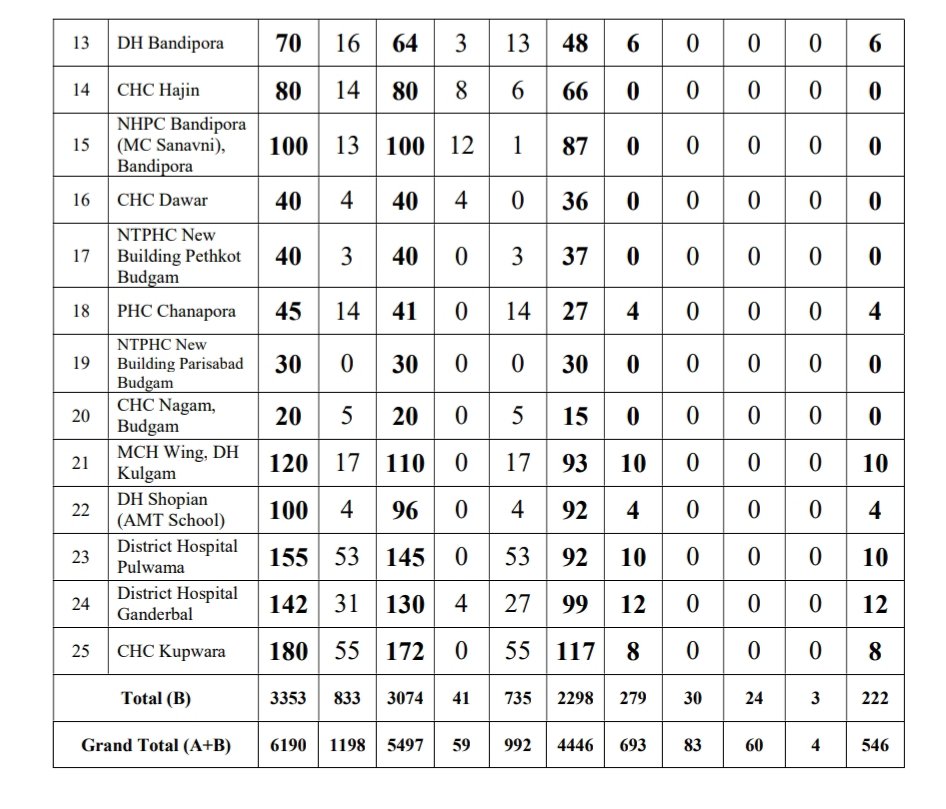 13 DH Bandipora 70 16 64 3 13 48 6 0 0 0 6
14 CHC Hajin 80 14 80 8 6 66 0 0 0 0 0
NHPC Bandipora
15 (MC Sanavni), 100 13 100 12 1 87 0 0 0 0 0
Bandipora
16 CHC Dawar 40 4 40 4 0 36 0 0 0 0 0
NTPHC New
17 Building Pethkot 40 3 40 0 3 37 0 0 0 0 0
Budgam
18 PHC Chanapora 45 14 41 0 14 27 4 0 0 0 4
NTPHC New
19 Building Parisabad 30 0 30 0 0 30 0 0 0 0 0
Budgam
20 CHC Nagam, 20 5 20 0 5 15 0 0 0 0 0
Budgam
21 MCH Wing, DH 120 17 110 0 17 93 10 0 0 0 10
Kulgam
22 DH Shopian 100 4 96 0 4 92 4 0 0 0 4
(AMT School)
23 District Hospital 155 53 145 0 53 92 10 0 0 0 10
Pulwama
24 District Hospital 142 31 130 4 27 99 12 0 0 0 12
Ganderbal
25 CHC Kupwara 180 55 172 0 55 117 8 0 0 0 8
Total (B) 3353 833 3074 41 735 2298 279 30 24 3 222
Grand Total (A+B) 6190 1198 5497 59 992 4446 693 83 60 4 546